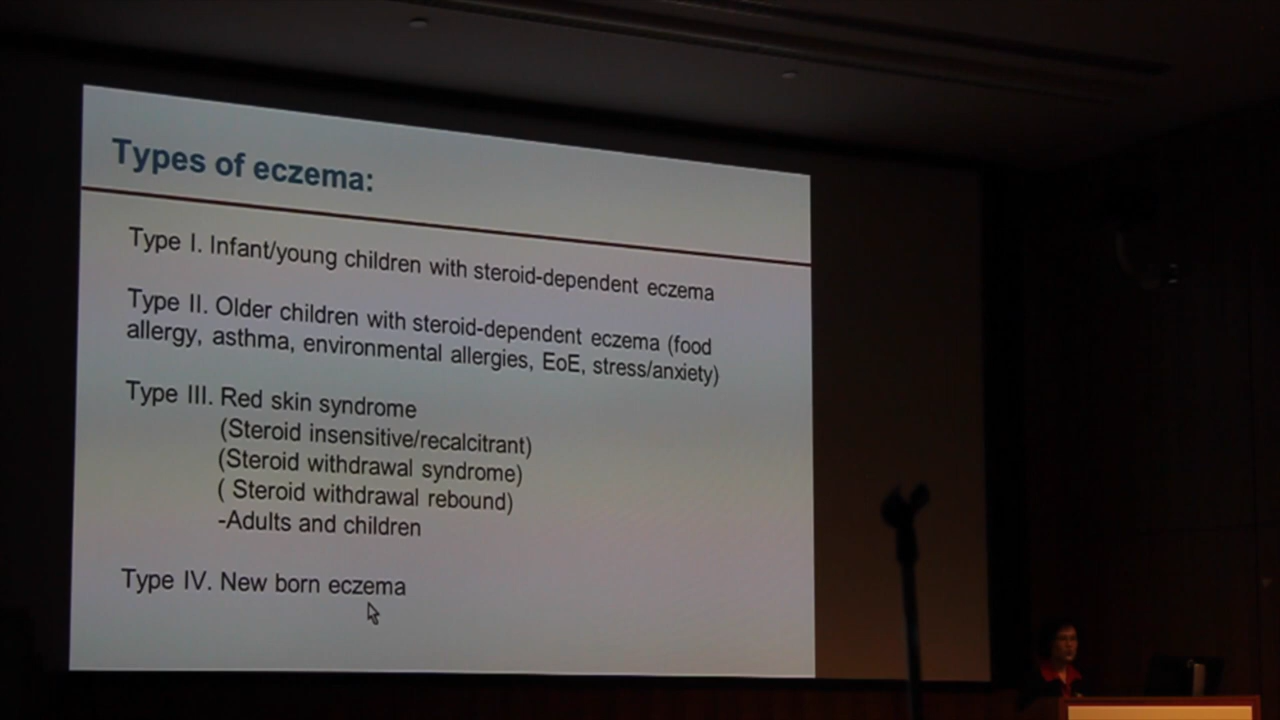 Types of eczema:
Type I. Infant/young children with steroid-dependent eczema
Type II. Older children with steroid-dependent eczema (food
allergy, asthma, environmental allergies, EoE, stress/anxiety)
Type III. Red skin syndrome
(Steroid insensitive/recalcitrant)
(Steroid withdrawal syndrome)
( Steroid withdrawal rebound)
-Adults and children
Type IV. New born eczema